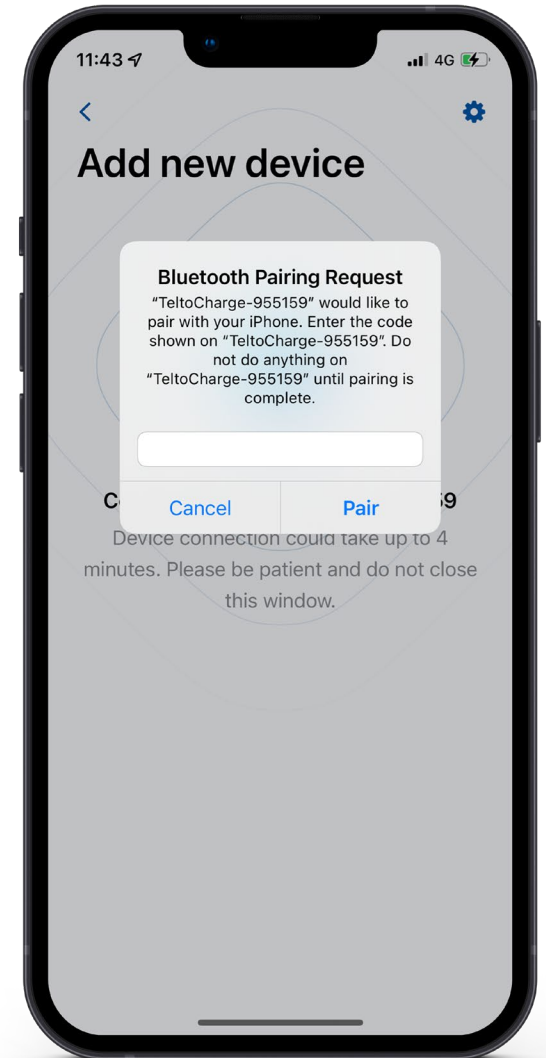 11:43
4G
Add new device
Bluetooth Pairing Request
“TeltoCharge-955159” would like to
pair with your iPhone. Enter the code
shown on “TeltoCharge-955159”. Do
not do anything on
“TeltoCharge-955159” until pairing is
complete.
Cancel
Pair
Device connection could take up to 4
minutes. Please be patient and do not close
this window.